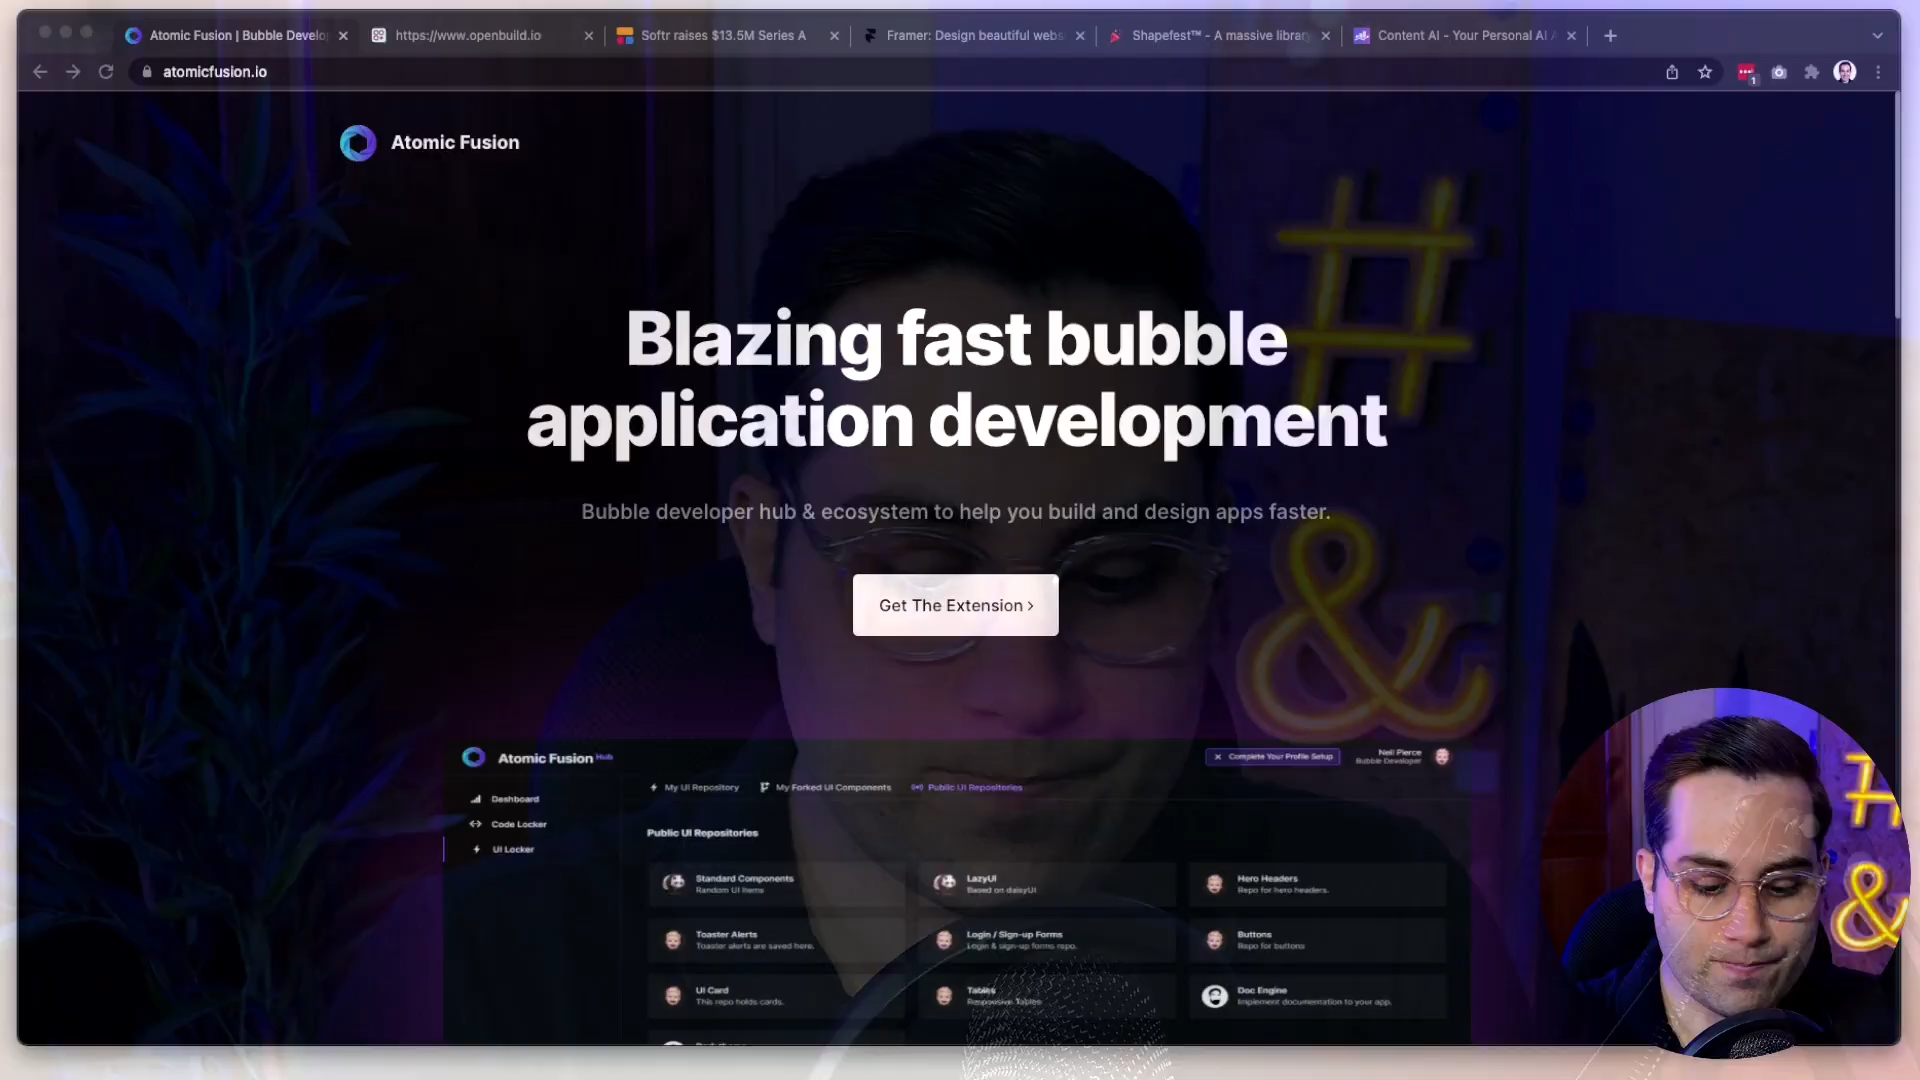 Atomic Fusion | Bubble Develo
https://www.openbuild.io
Softr raises $13.5M Series A
Framer: Design beautiful webs
Shapefest™ - A massive librar
Content AI - Your Personal AI A
atomicfusion.io
1
Atomic Fusion
Blazing fast bubble
application development
Bubble developer hub & ecosystem to help you build and design apps faster.
Get The Extension ›
Atomic Fusion Hub
Complete Your Profile Setup
Neil Pierce
Bubble Developer
Dashboard
Code Locker
UI Locker
My UI Repository
My Forked UI Components
Public UI Repositories
Public UI Repositories
Standard Components
Random UI Items
LazyUI
Based on daisyUI
Hero Headers
Repo for hero headers.
Toaster Alerts
Toaster alerts are saved here.
Login / Sign-up Forms
Login & sign-up forms repo.
Buttons
Repo for buttons
UI Card
This repo holds cards.
Tables
Responsive Tables
Doc Engine
Implement documentation to your app.
#
&
#
&